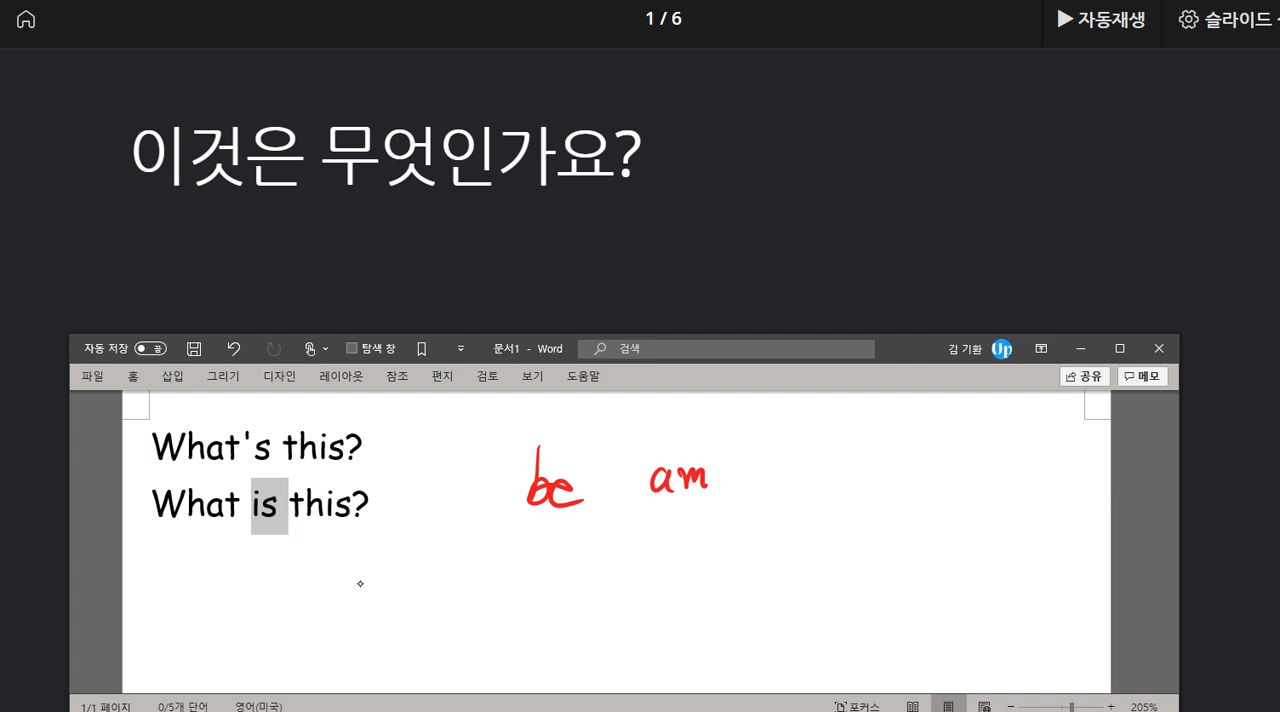 1 / 6
자동재생
슬라이드
이것은 무엇인가요?
자동 저장 끌 탐색 창 문서1 - Word 검색 김 기환 Up
파일 홈 삽입 그리기 디자인 레이아웃 참조 편지 검토 보기 도움말 공유 메모
What's this?
be am
What is this?
1/1 페이지 0/5개 단어 영어(미국) 포커스 205%